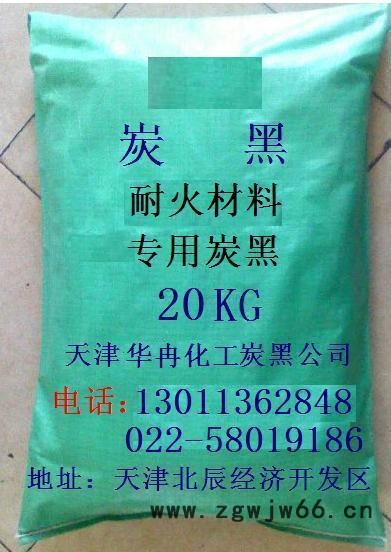 炭 黑
耐火材料
专用炭黑
20KG
天津华冉化工炭黑公司
电话:13011362848
022-58019186
地址: 天津北辰经济开发区
www.zgwjw66.com